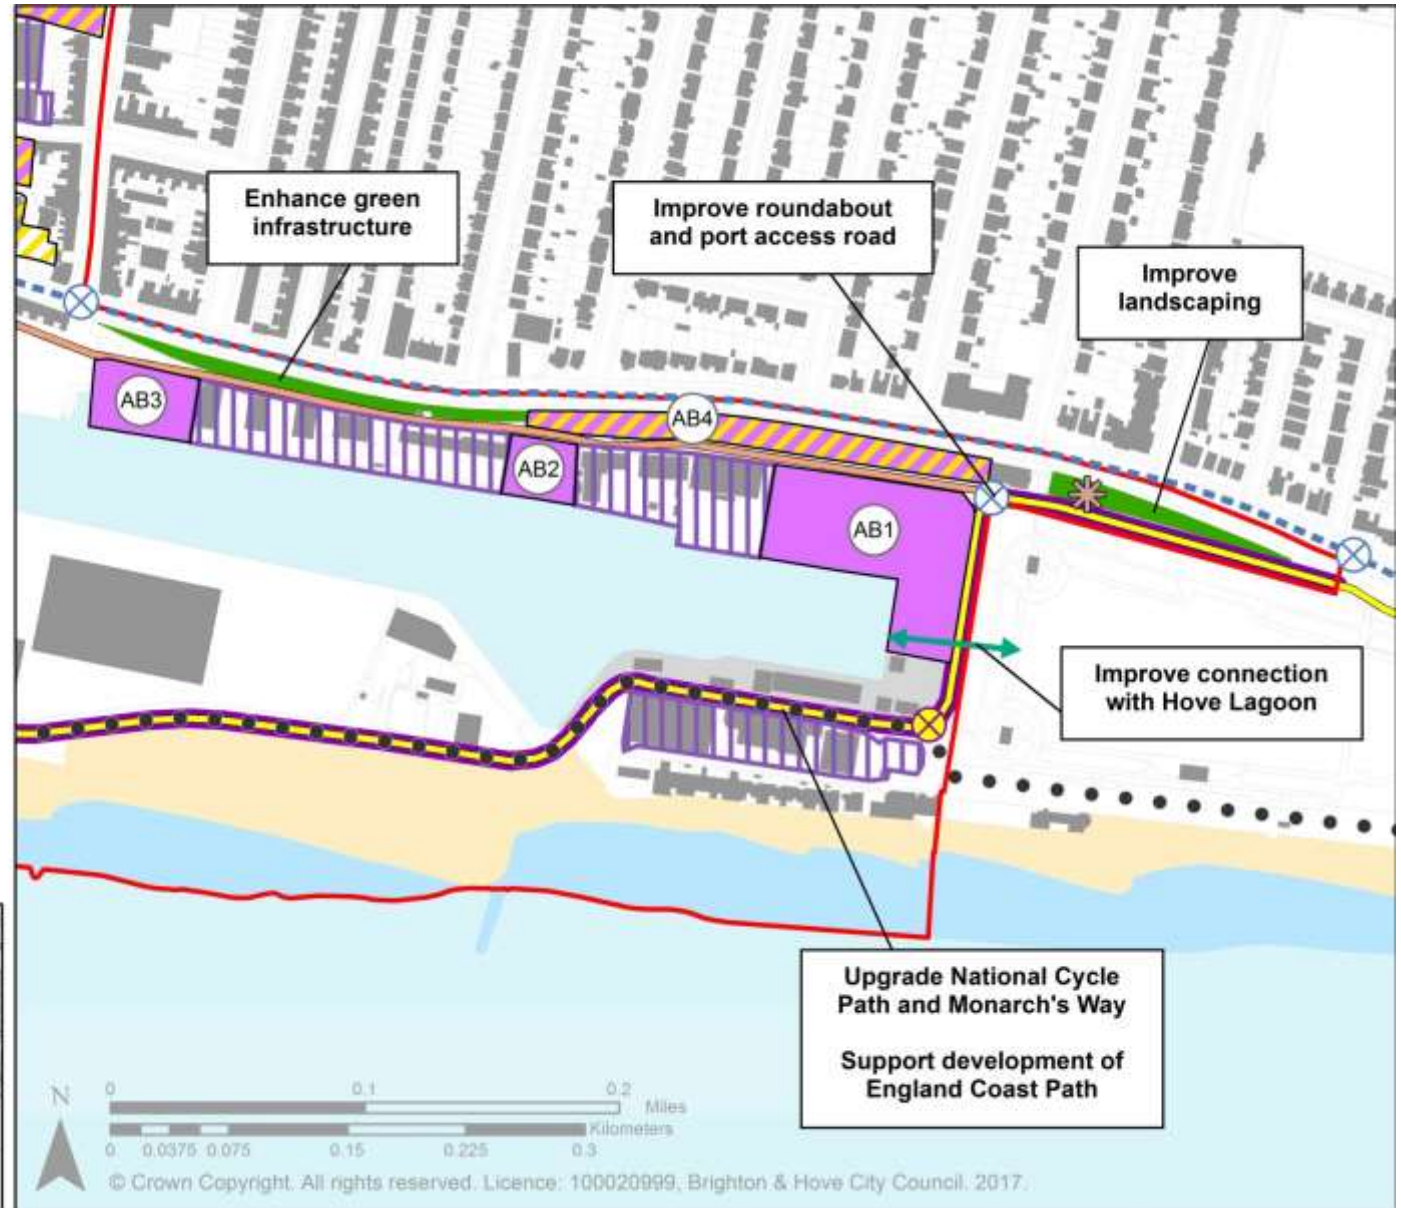 Enhance green
infrastructure
Improve roundabout
and port access road
Improve
landscaping
AB3
AB4
AB2
AB1
Improve connection
with Hove Lagoon
Upgrade National Cycle
Path and Monarch's Way
Support development of
England Coast Path
N
0 0.1 0.2
Miles
Kilometers
0 0.0375 0.075 0.15 0.225 0.3
© Crown Copyright. All rights reserved. Licence: 100020999, Brighton & Hove City Council. 2017.